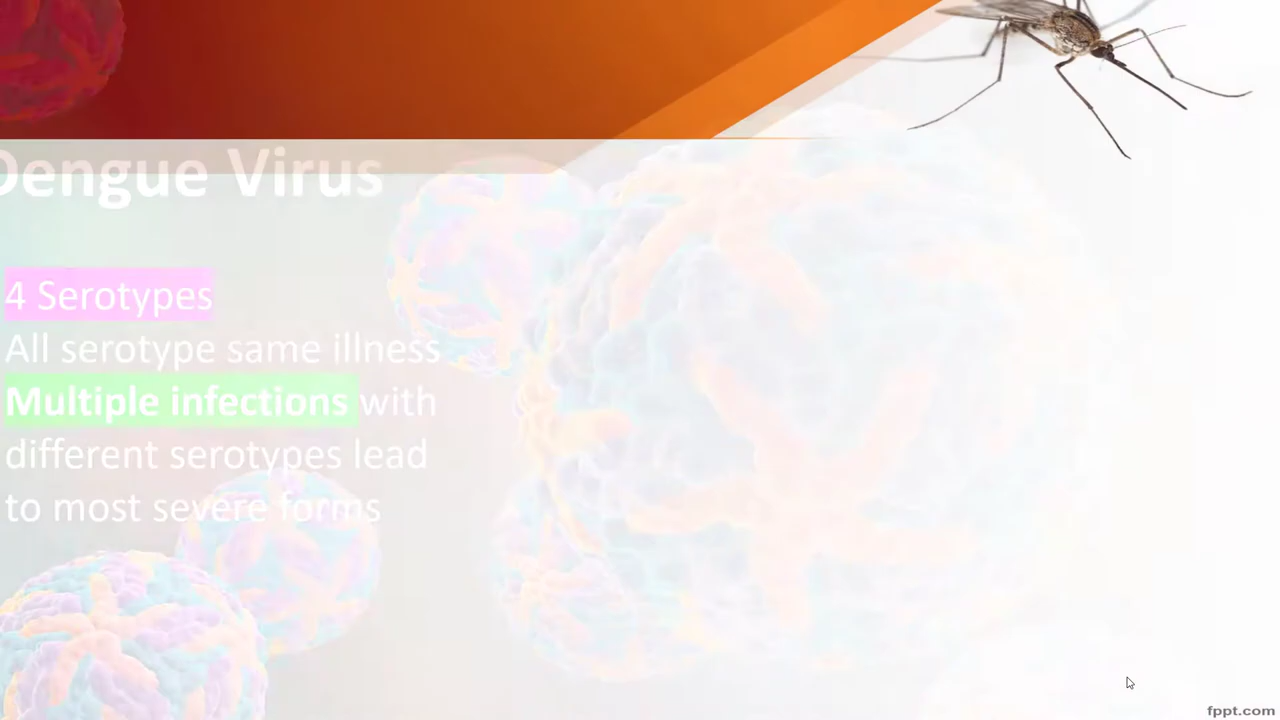 Dengue Virus
4 Serotypes
All serotype same illness
Multiple infections with
different serotypes lead
to most severe forms
fppt.com